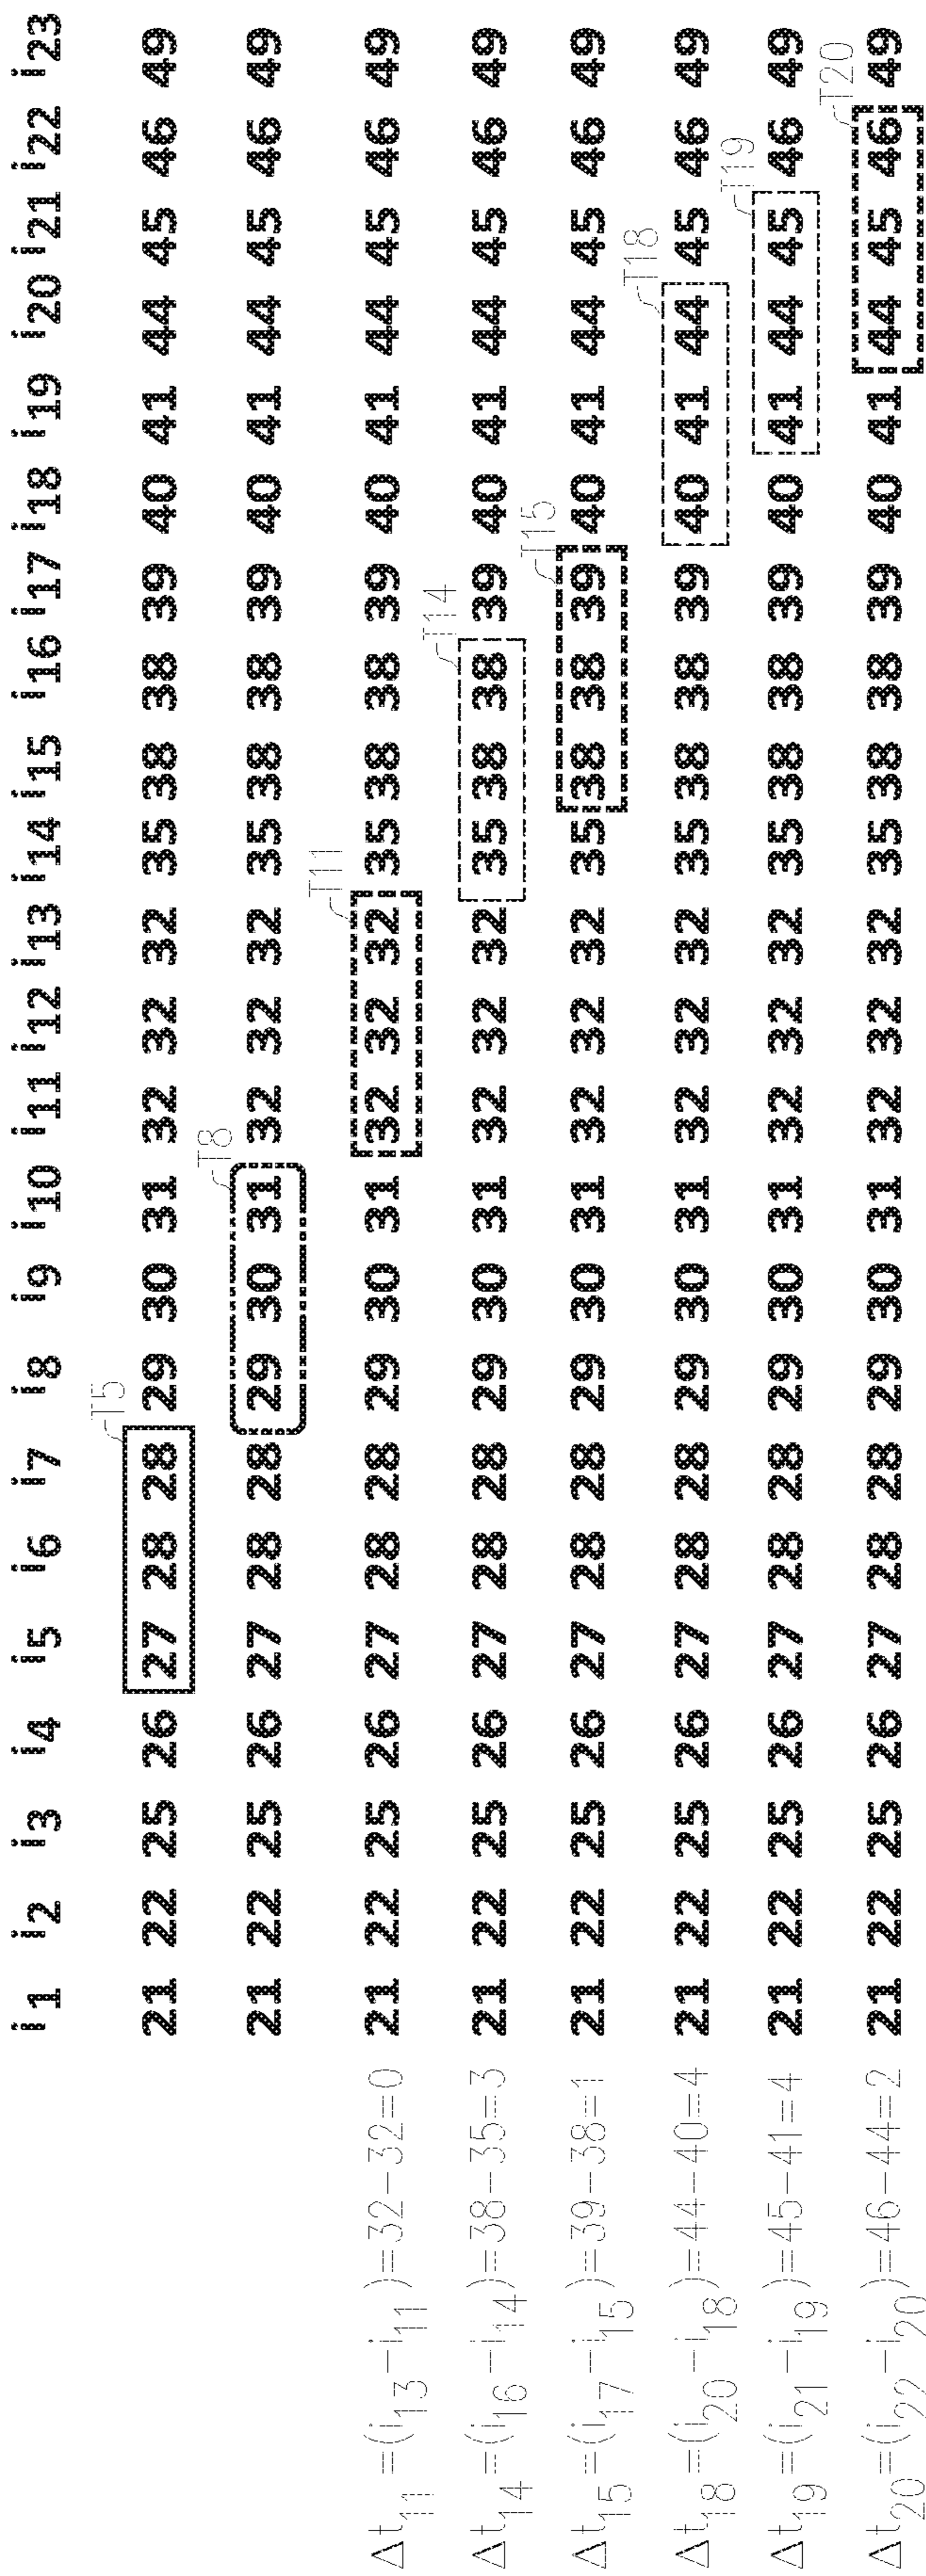 i1 i2 i3 i4 i5 i6 i7 i8 i9 i10 i11 i12 i13 i14 i15 i16 i17 i18 i19 i20 i21 i22 i23
T5
21 22 25 26 27 28 28 29 30 31 32 32 32 35 38 38 39 40 41 44 45 46 49
T8
21 22 25 26 27 28 28 29 30 31 32 32 32 35 38 38 39 40 41 44 45 46 49
T11
Δt11=(i13−i11)=32−32=0 21 22 25 26 27 28 28 29 30 31 32 32 32 35 38 38 39 40 41 44 45 46 49
T14
Δt14=(i16−i14)=38−35=3 21 22 25 26 27 28 28 29 30 31 32 32 32 35 38 38 39 40 41 44 45 46 49
T15
Δt15=(i17−i15)=39−38=1 21 22 25 26 27 28 28 29 30 31 32 32 32 35 38 38 39 40 41 44 45 46 49
T18
Δt18=(i20−i18)=44−40=4 21 22 25 26 27 28 28 29 30 31 32 32 32 35 38 38 39 40 41 44 45 46 49
T19
Δt19=(i21−i19)=45−41=4 21 22 25 26 27 28 28 29 30 31 32 32 32 35 38 38 39 40 41 44 45 46 49
T20
Δt20=(i22−i20)=46−44=2 21 22 25 26 27 28 28 29 30 31 32 32 32 35 38 38 39 40 41 44 45 46 49